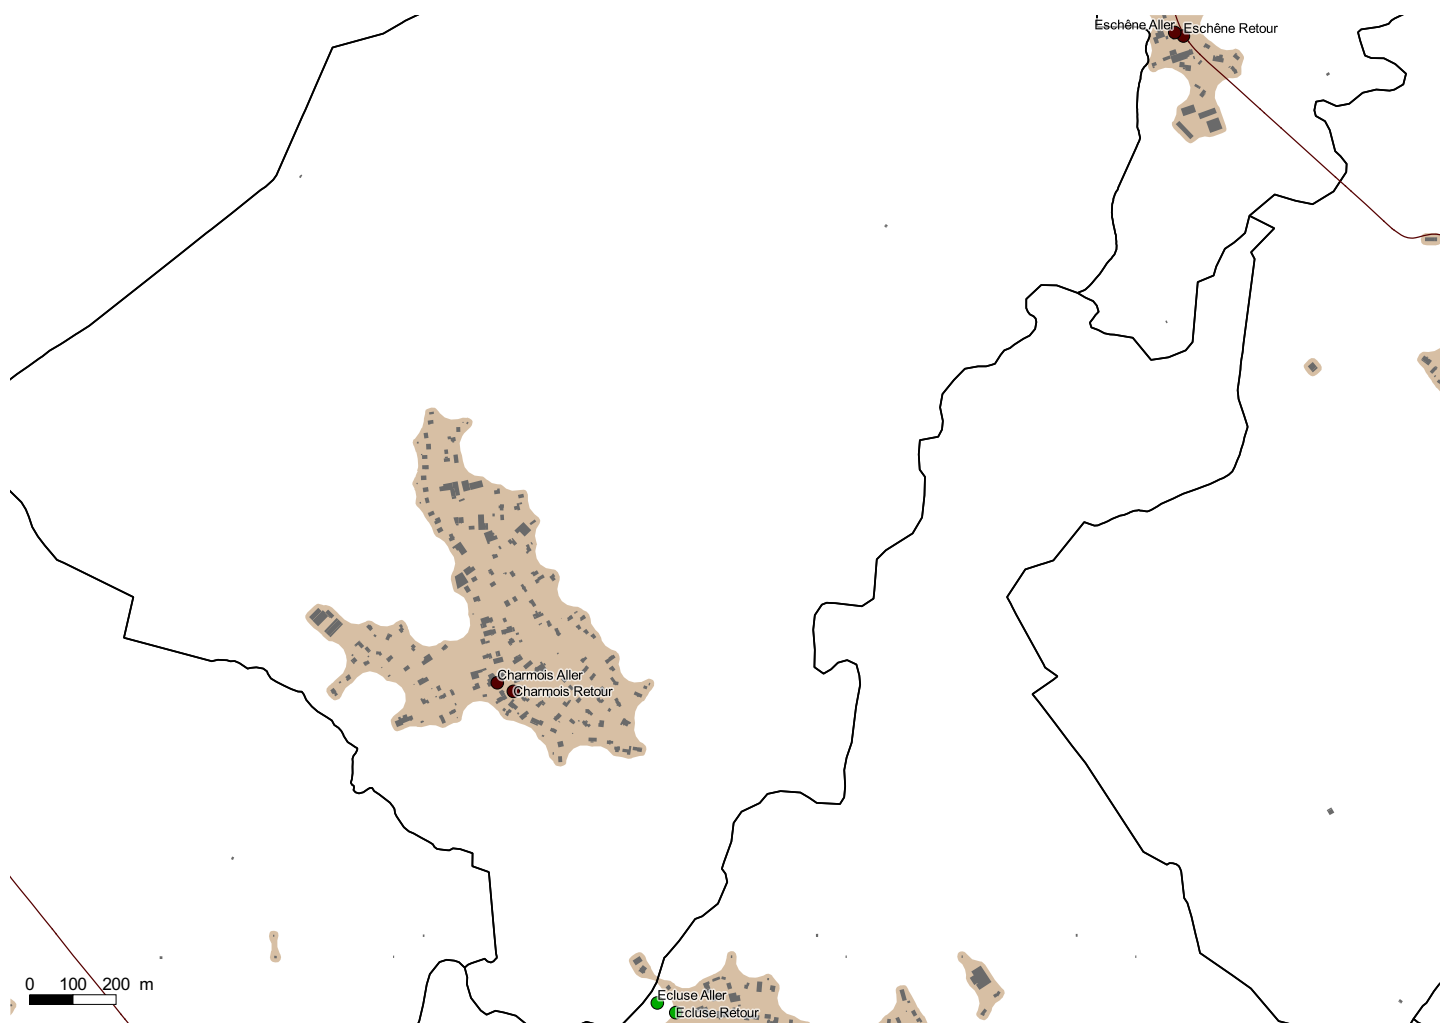 Eschêne Aller
Eschêne Retour
Charmois Aller
Charmois Retour
0 100 200 m
Ecluse Aller
Ecluse Retour